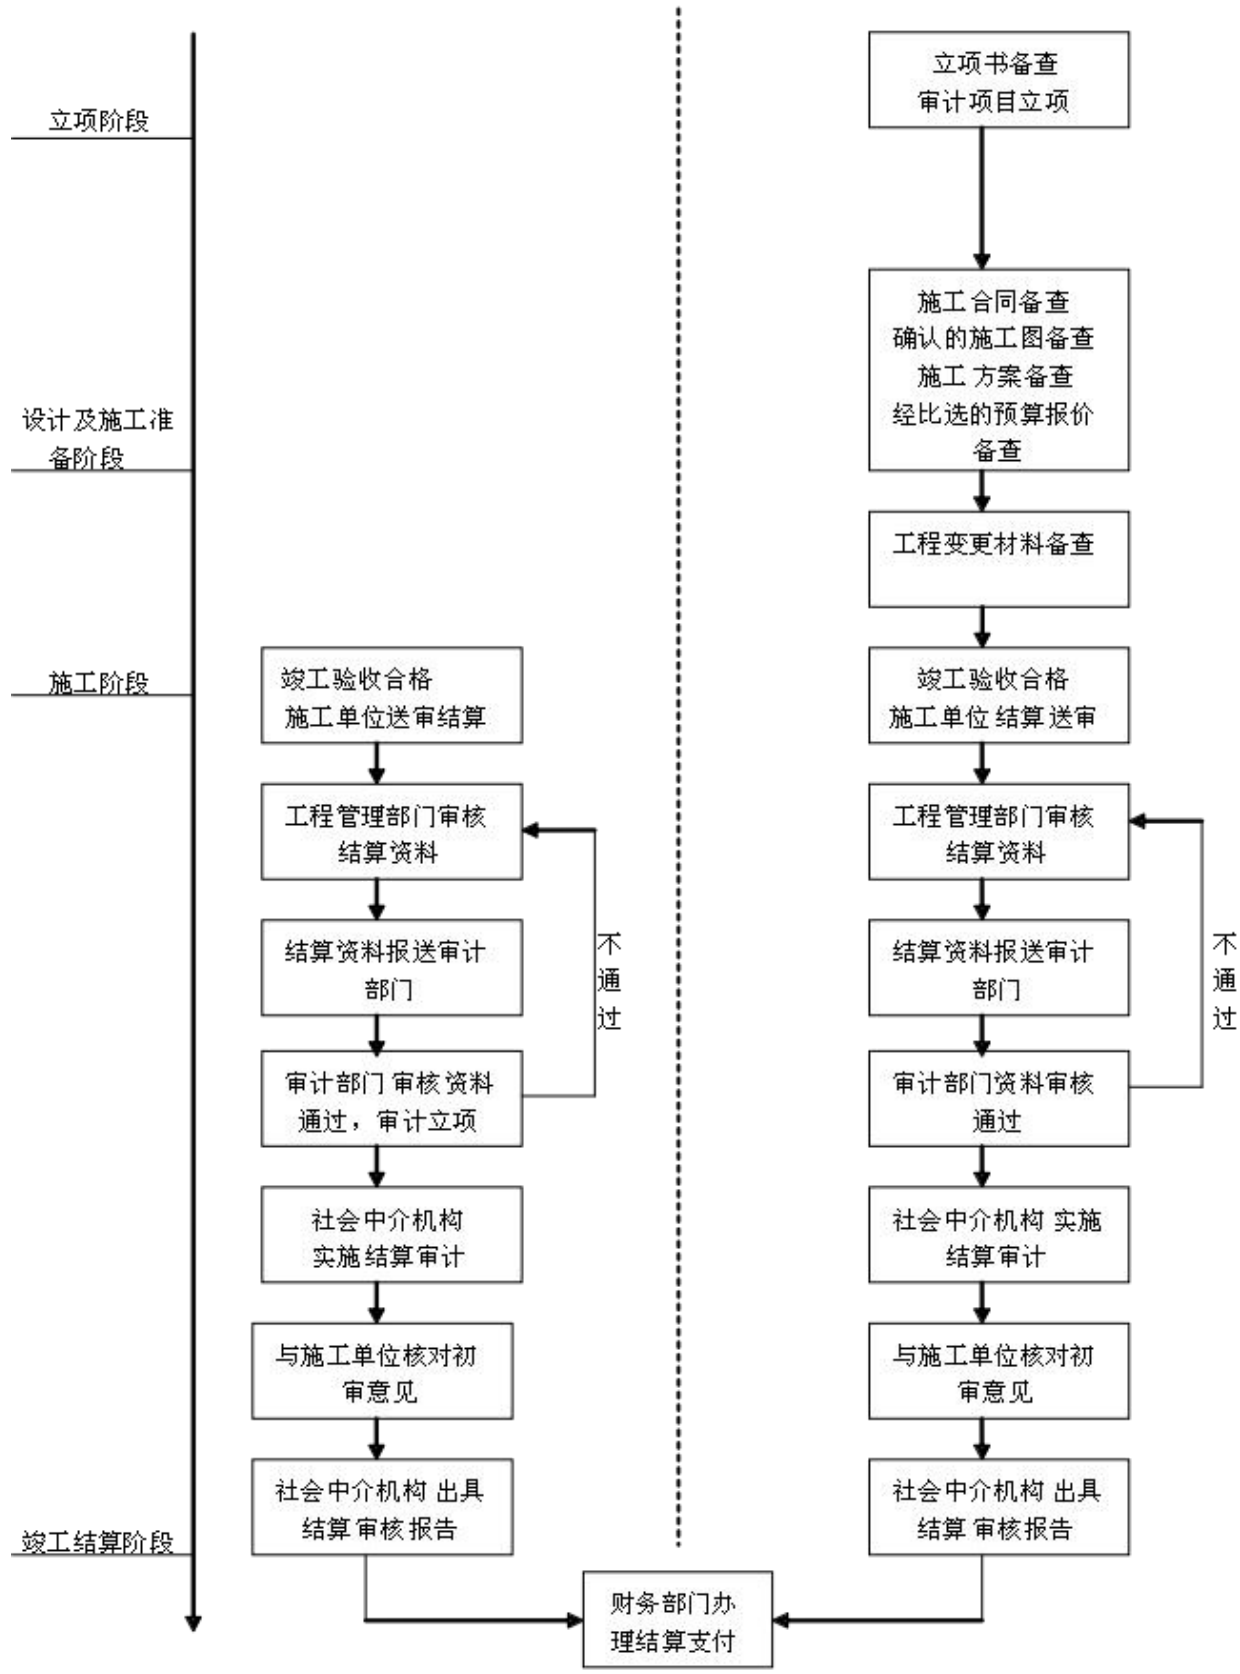 立项阶段
设计及施工准
备阶段
施工阶段
竣工结算阶段
竣工验收合格
施工单位送审结算
工程管理部门审核
结算资料
结算资料报送审计
部门
审计部门审核资料
通过，审计立项
不
通
过
社会中介机构
实施结算审计
与施工单位核对初
审意见
社会中介机构出具
结算审核报告
立项书备查
审计项目立项
施工合同备查
确认的施工图备查
施工方案备查
经比选的预算报价
备查
工程变更材料备查
竣工验收合格
施工单位结算送审
工程管理部门审核
结算资料
结算资料报送审计
部门
审计部门资料审核
通过
不
通
过
社会中介机构实施
结算审计
与施工单位核对初
审意见
社会中介机构出具
结算审核报告
财务部门办
理结算支付